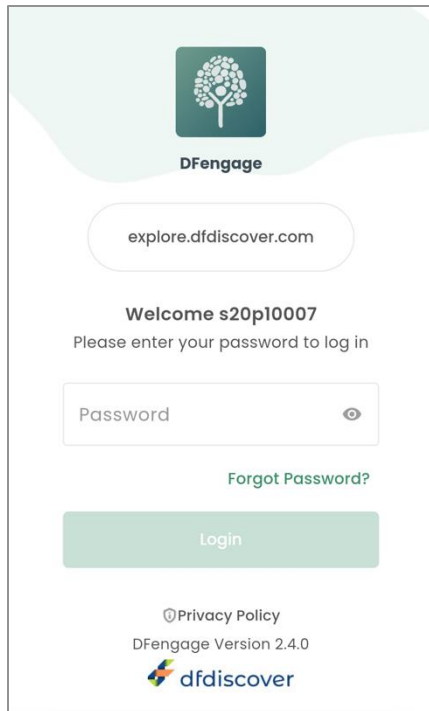 DFengage
explore.dfdiscover.com
Welcome s20p10007
Please enter your password to log in
Password
Forgot Password?
Login
Privacy Policy
DFengage Version 2.4.0
dfdiscover